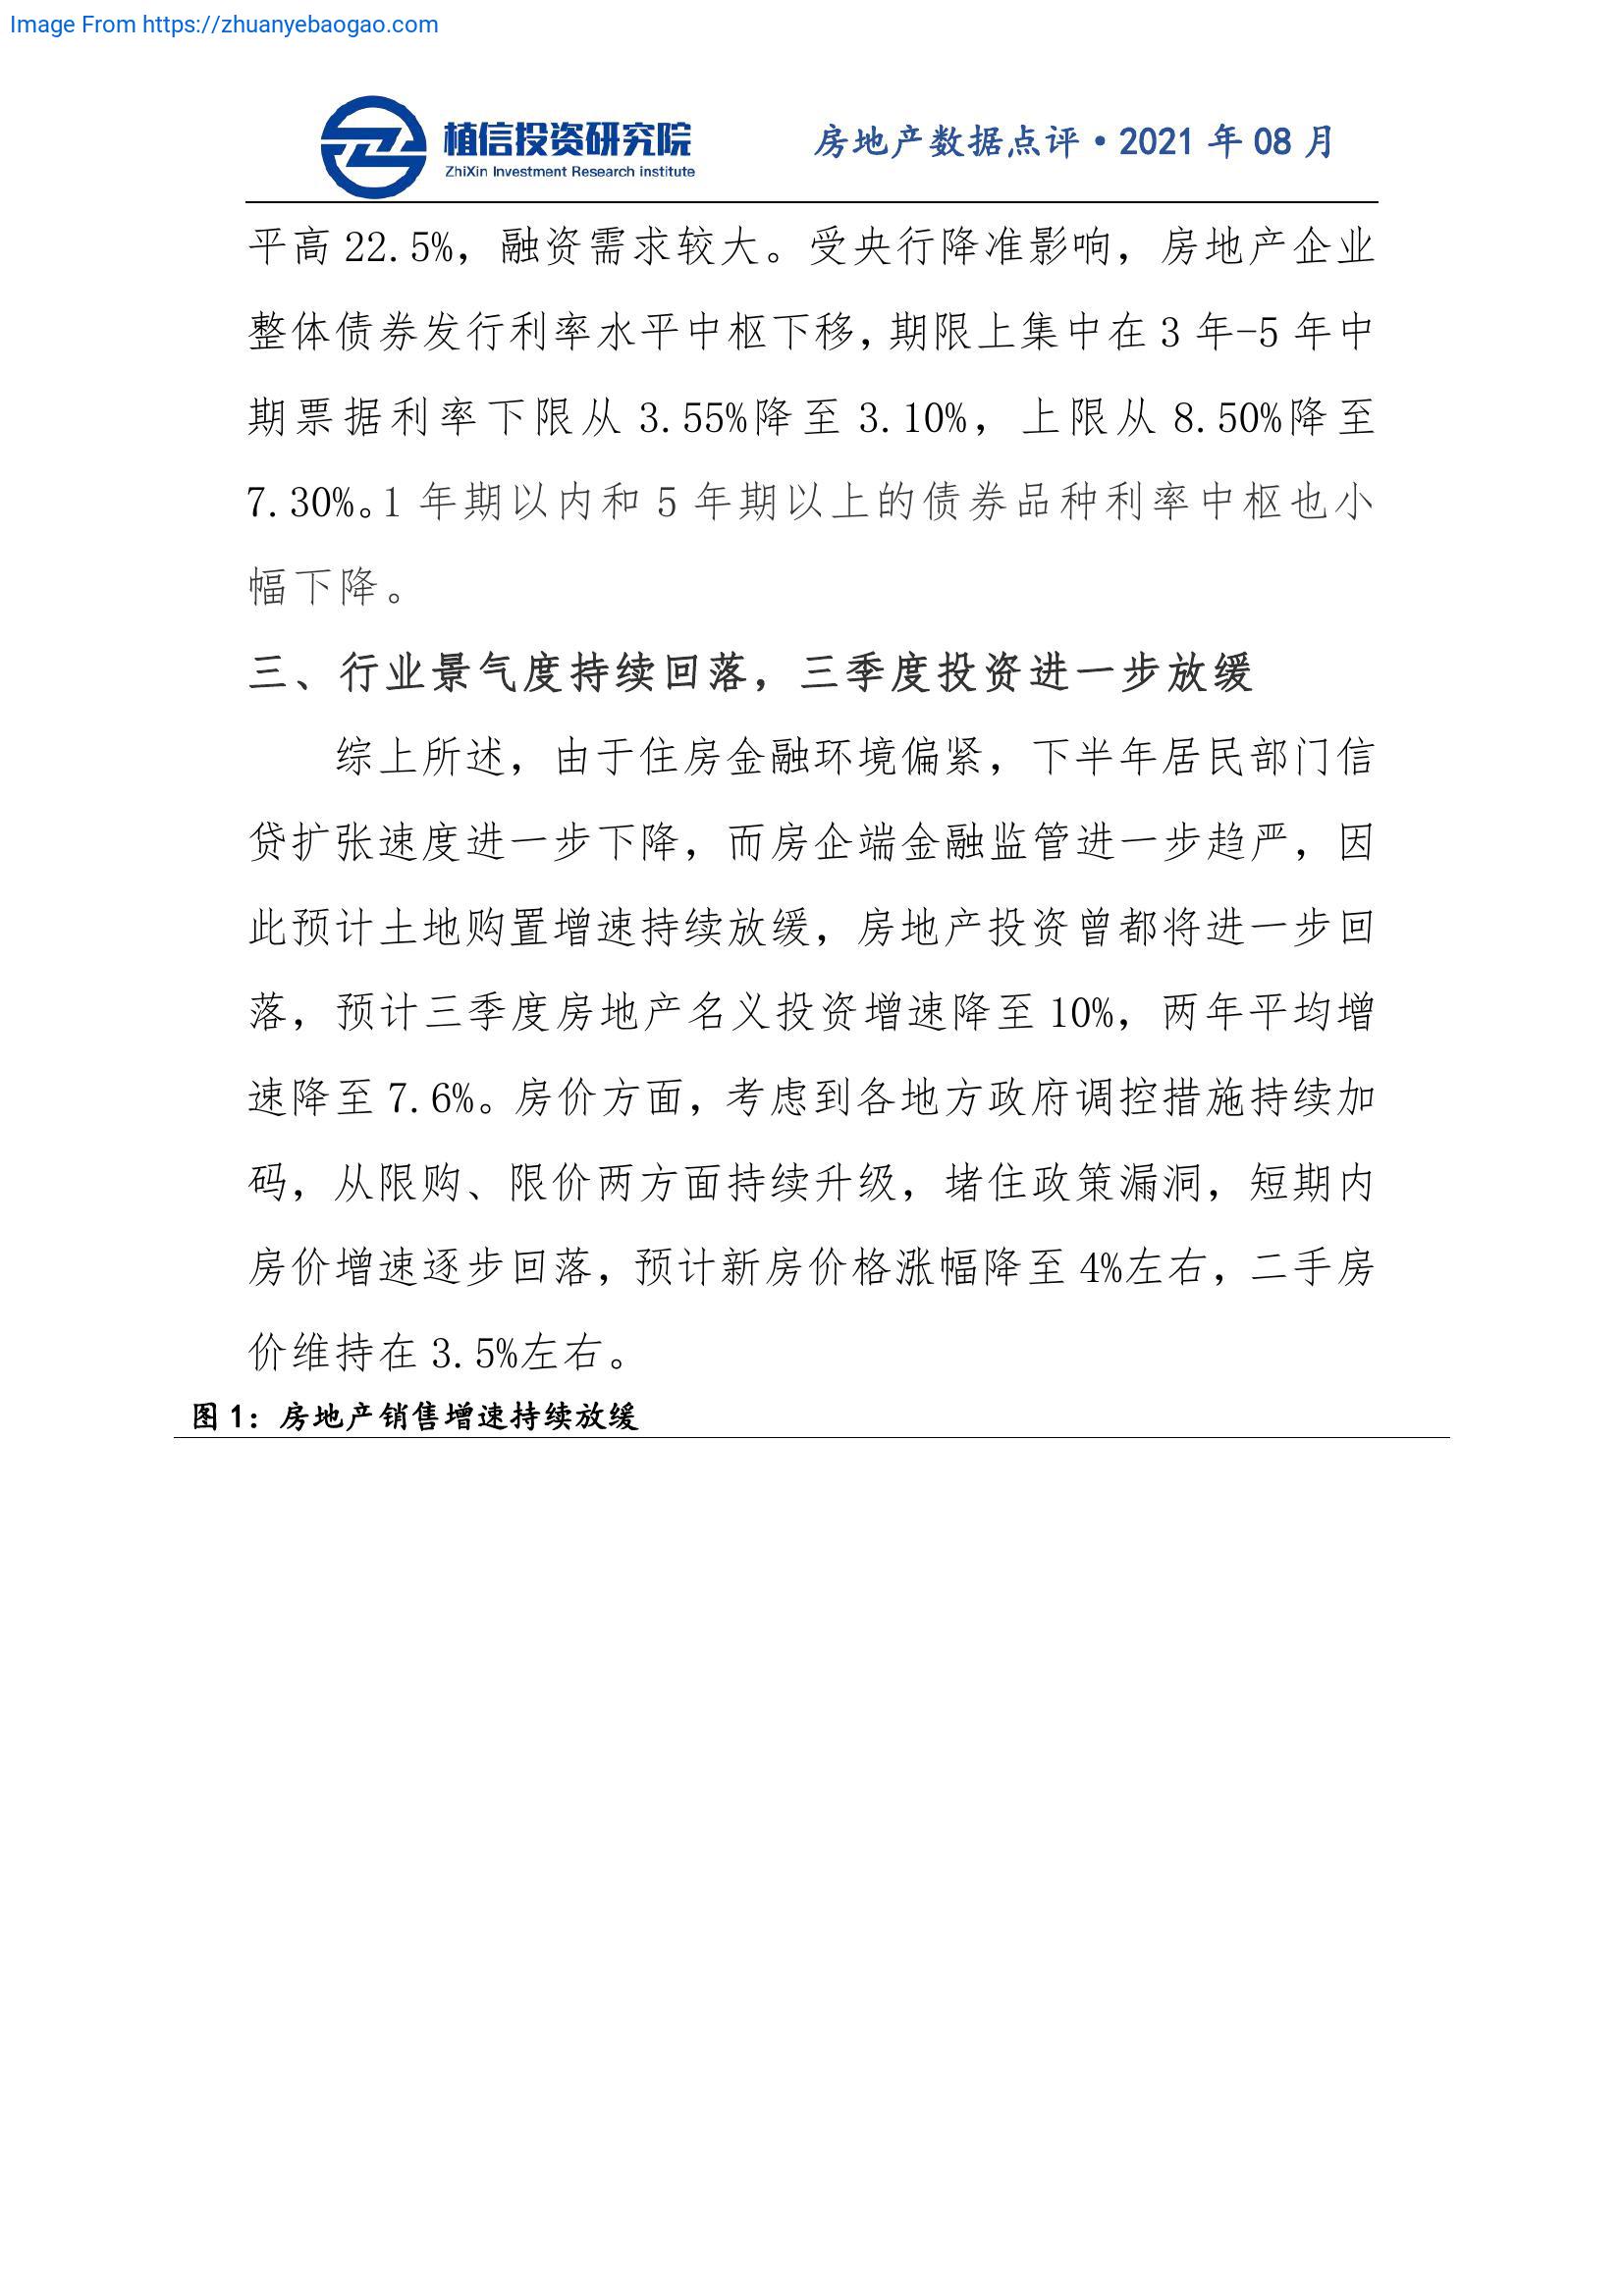 Image From https://zhuanyebaogao.com
植信投资研究院
ZhiXin Investment Research institute
房地产数据点评·2021 年 08 月
平高 22.5%，融资需求较大。受央行降准影响，房地产企业
整体债券发行利率水平中枢下移，期限上集中在 3 年-5 年中
期票据利率下限从 3.55%降至 3.10%，上限从 8.50%降至
7.30%。1 年期以内和 5 年期以上的债券品种利率中枢也小
幅下降。
三、行业景气度持续回落，三季度投资进一步放缓
综上所述，由于住房金融环境偏紧，下半年居民部门信
贷扩张速度进一步下降，而房企端金融监管进一步趋严，因
此预计土地购置增速持续放缓，房地产投资曾都将进一步回
落，预计三季度房地产名义投资增速降至 10%，两年平均增
速降至 7.6%。房价方面，考虑到各地方政府调控措施持续加
码，从限购、限价两方面持续升级，堵住政策漏洞，短期内
房价增速逐步回落，预计新房价格涨幅降至 4%左右，二手房
价维持在 3.5%左右。
图 1：房地产销售增速持续放缓